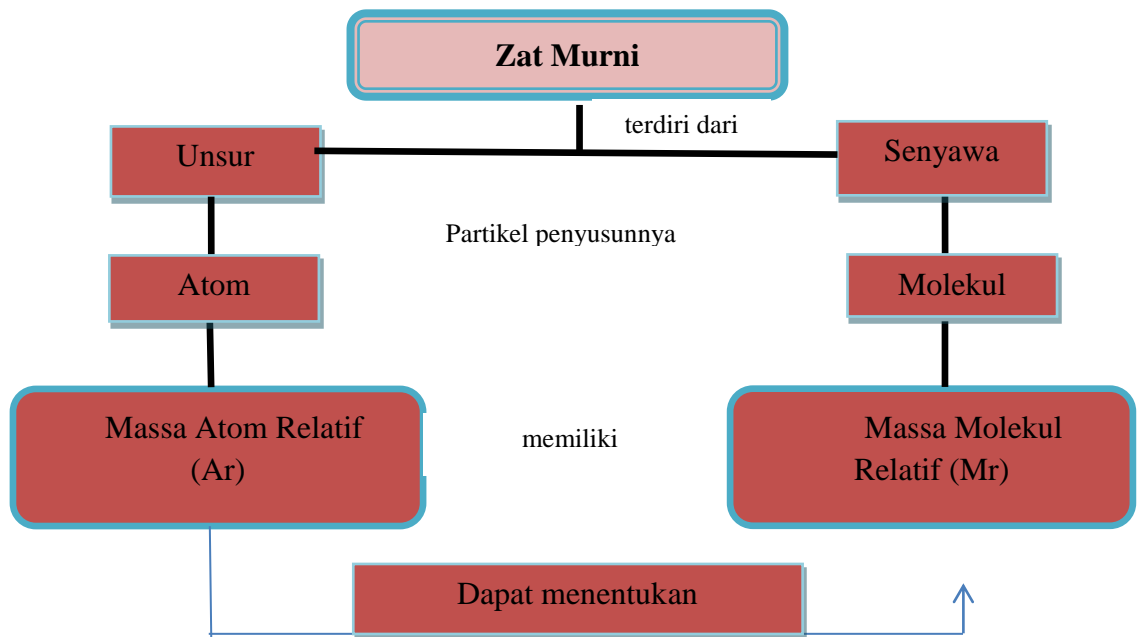 Zat Murni
terdiri dari
Unsur
Senyawa
Partikel penyusunnya
Atom
Molekul
Massa Atom Relatif
(Ar)
memiliki
Massa Molekul
Relatif (Mr)
Dapat menentukan